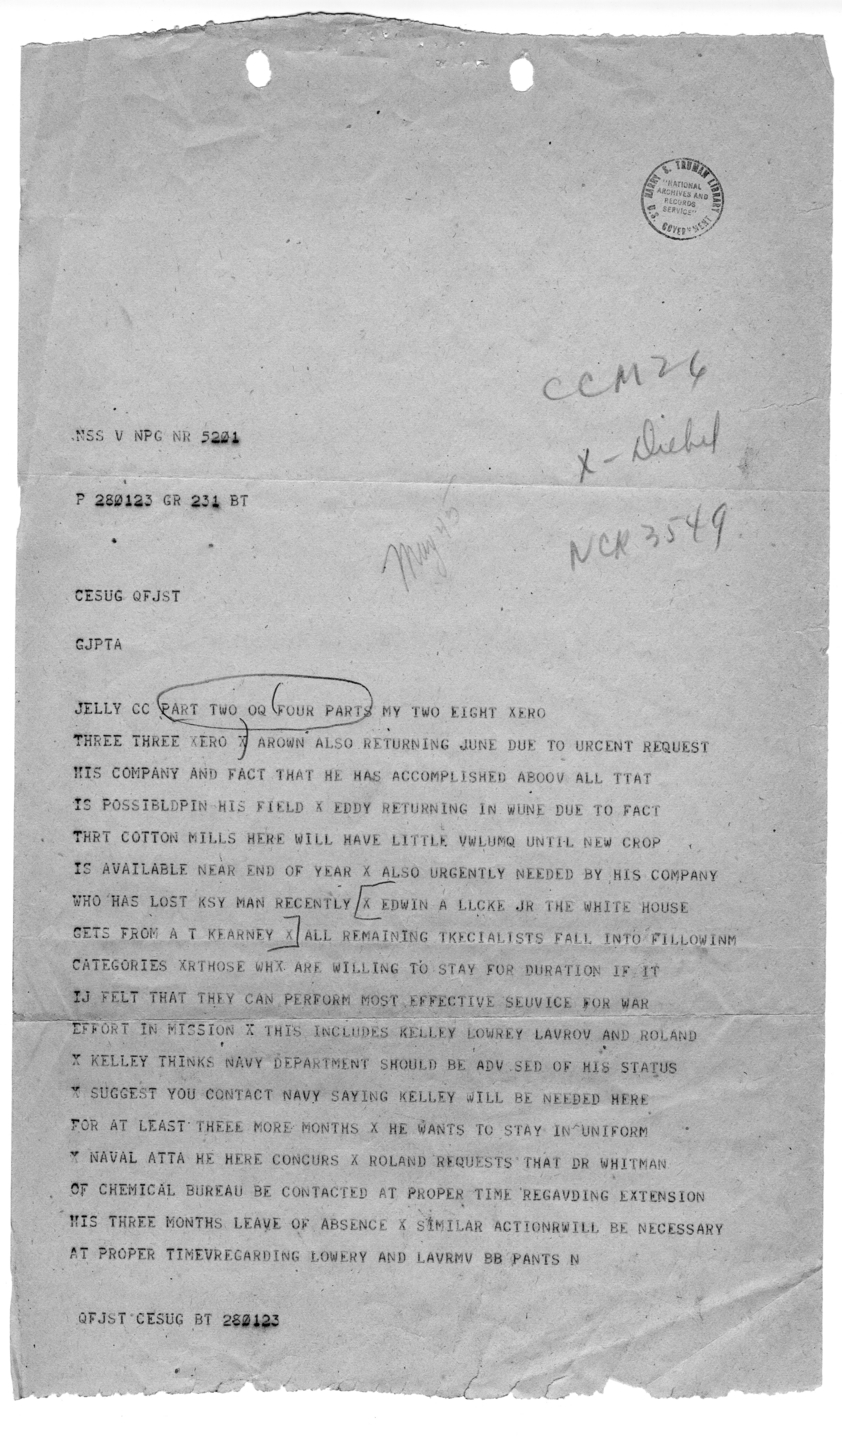 HARRY S. TRUMAN LIBRARY
"NATIONAL
ARCHIVES AND
RECORDS
SERVICE"
U.S. GOVERNMENT
CCM26
X-Diebel
NCR 3549
May 45
NSS V NPG NR 5201
P 280123 GR 231 BT
CESUG QFJST
GJPTA
JELLY CC PART TWO OQ FOUR PARTS MY TWO EIGHT XERO
THREE THREE XERO X AROWN ALSO RETURNING JUNE DUE TO URCENT REQUEST
HIS COMPANY AND FACT THAT HE HAS ACCOMPLISHED ABOOV ALL TTAT
IS POSSIBLDPIN HIS FIELD X EDDY RETURNING IN WUNE DUE TO FACT
THRT COTTON MILLS HERE WILL HAVE LITTLE VWLUMQ UNTIL NEW CROP
IS AVAILABLE NEAR END OF YEAR X ALSO URGENTLY NEEDED BY HIS COMPANY
WHO HAS LOST KSY MAN RECENTLY X EDWIN A LLCKE JR THE WHITE HOUSE
GETS FROM A T KEARNEY X ALL REMAINING TKECIALISTS FALL INTO FILLOWINM
CATEGORIES XRTHOSE WHX ARE WILLING TO STAY FOR DURATION IF IT
IJ FELT THAT THEY CAN PERFORM MOST EFFECTIVE SEUVICE FOR WAR
EFFORT IN MISSION X THIS INCLUDES KELLEY LOWREY LAVROV AND ROLAND
X KELLEY THINKS NAVY DEPARTMENT SHOULD BE ADV SED OF HIS STATUS
X SUGGEST YOU CONTACT NAVY SAYING KELLEY WILL BE NEEDED HERE
FOR AT LEAST THEEE MORE MONTHS X HE WANTS TO STAY IN UNIFORM
X NAVAL ATTA HE HERE CONCURS X ROLAND REQUESTS THAT DR WHITMAN
OF CHEMICAL BUREAU BE CONTACTED AT PROPER TIME REGAVDING EXTENSION
HIS THREE MONTHS LEAVE OF ABSENCE X SIMILAR ACTIONRWILL BE NECESSARY
AT PROPER TIMEVREGARDING LOWERY AND LAVRMV BB PANTS N
QFJST CESUG BT 280123